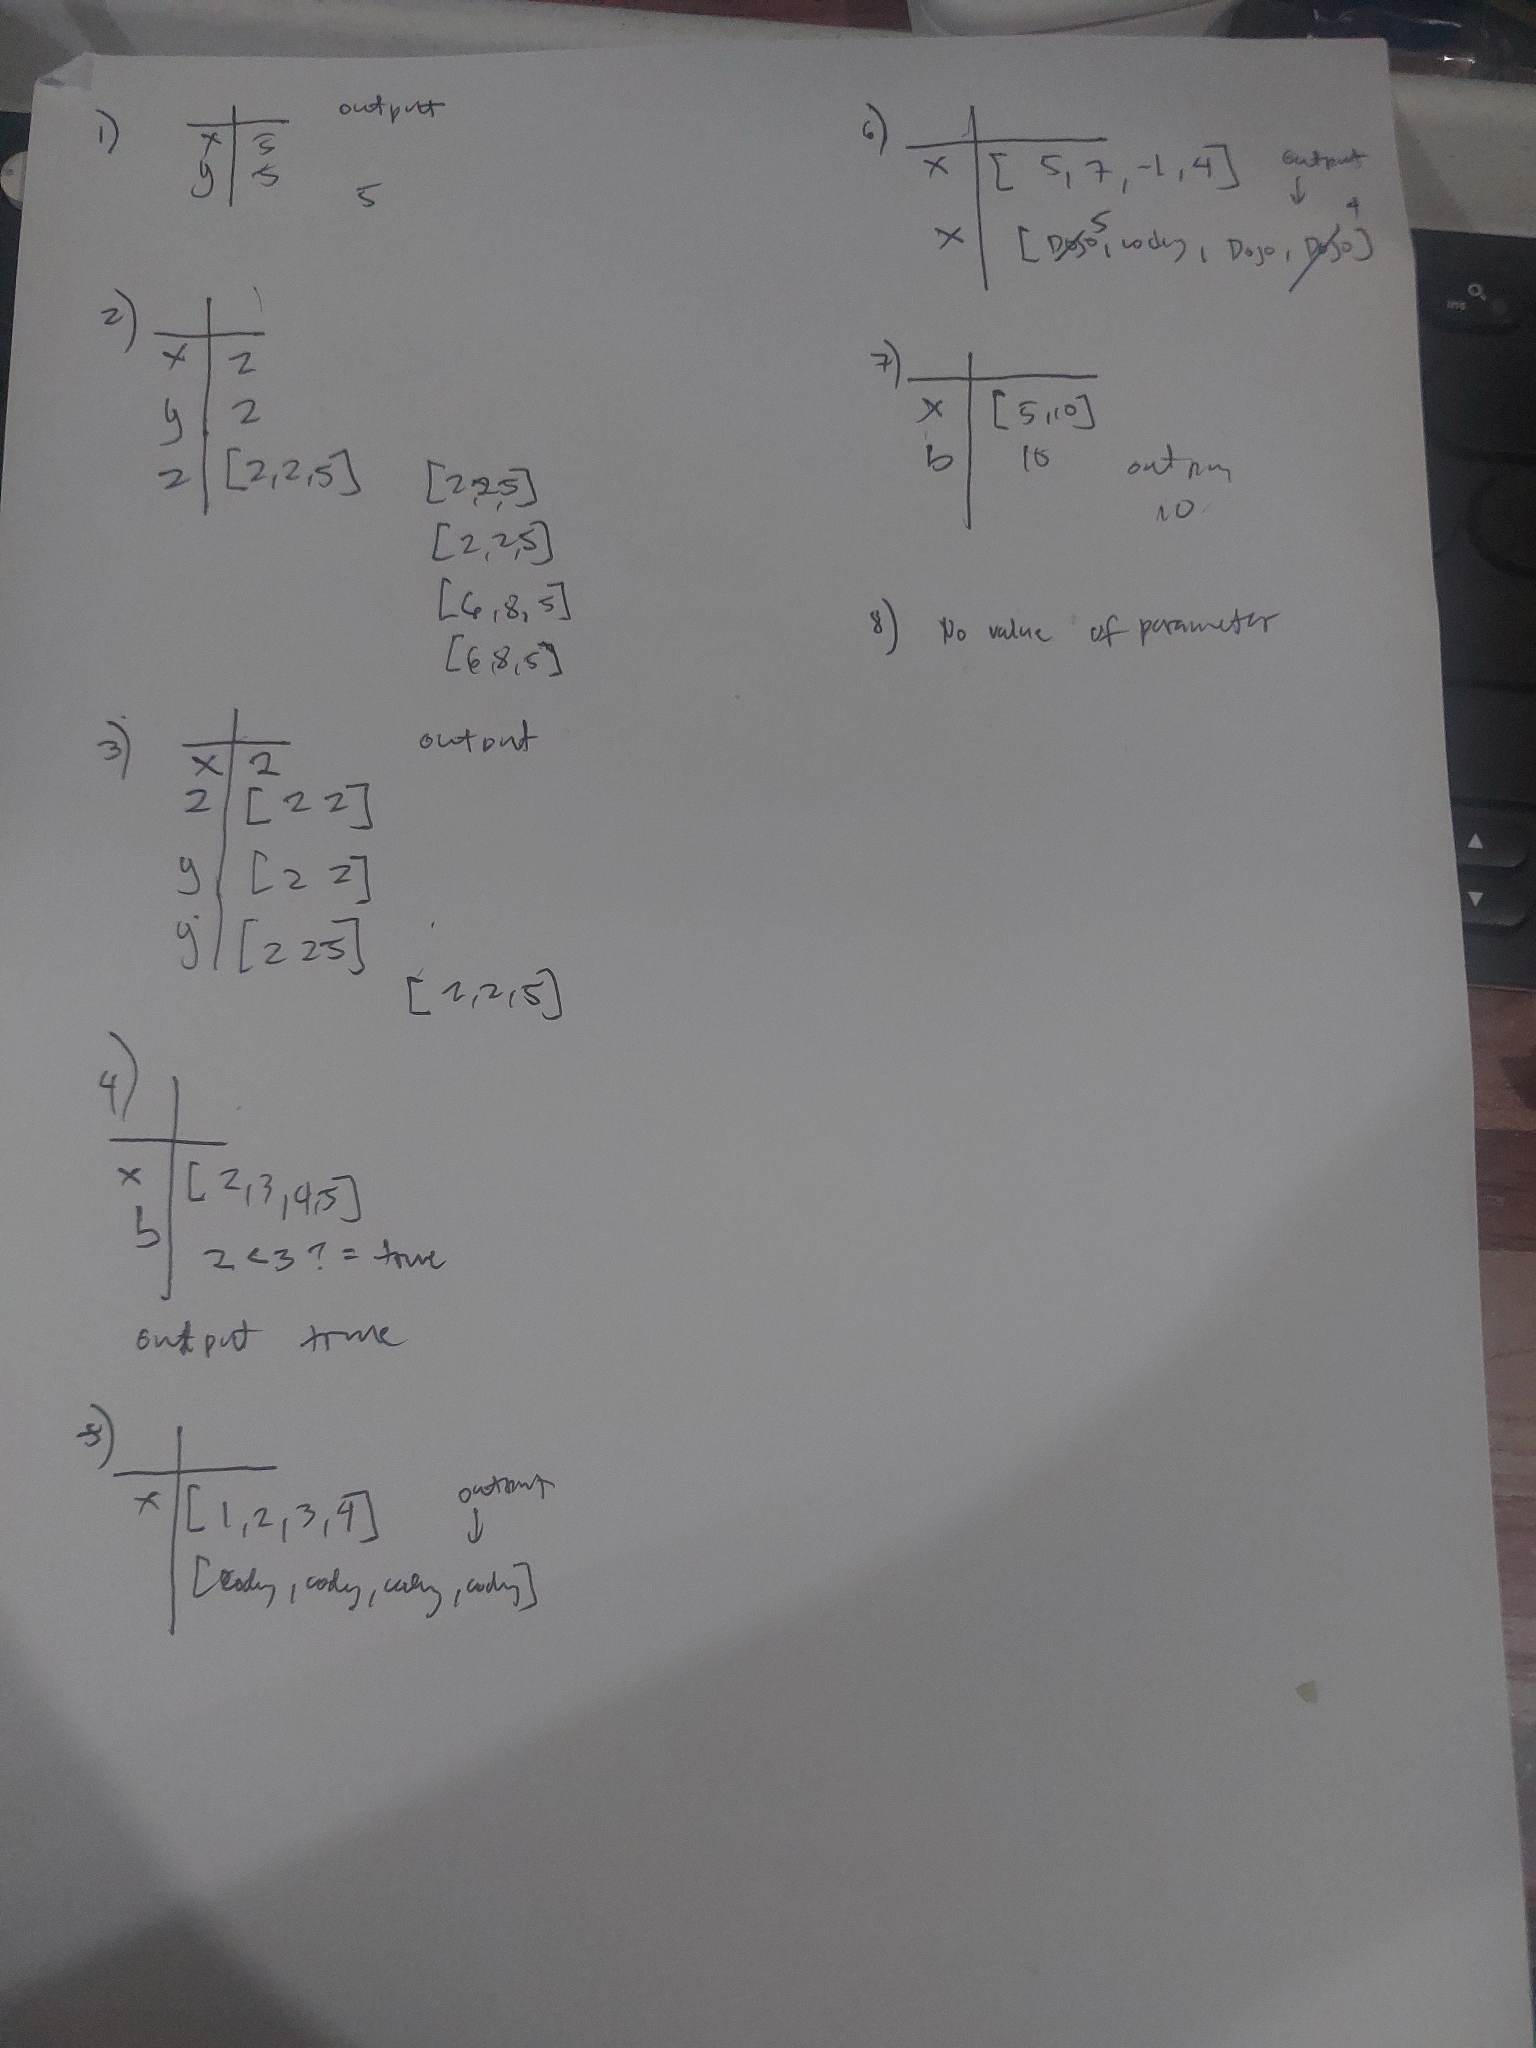 1)
output
x 5
y 5
5
2)
x 2
y 2
z [2,2,5] [2,2,5]
[2,2,5]
[6,8,5]
[6,8,5]
3)
output
x 2
z [2 2]
y [2 2]
y [2 2 5]
[2,2,5]
4)
x [2,3,4,5]
b
2 < 3 ? = true
output true
5)
x [1,2,3,4] output
↓
[cody, cody, cody, cody]
6)
x [5,7,-1,4] output
↓
5 4
x [Dojo, cody, Dojo, Dojo]
7)
x [5,10]
b 10
10
8) No value of parameter
ins